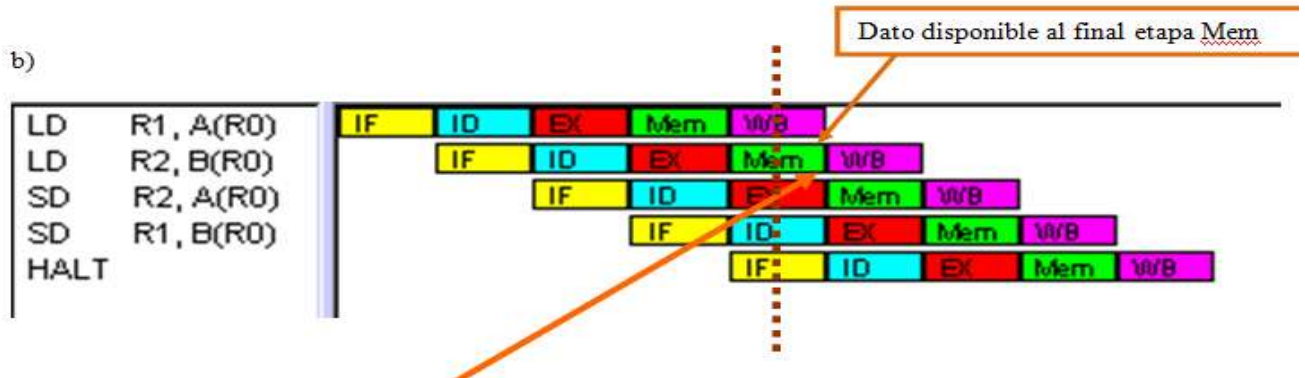 Dato disponible al final etapa Mem
b)
LD R1, A(R0) IF ID EX Mem WB
LD R2, B(R0) IF ID EX Mem WB
SD R2, A(R0) IF ID EX Mem WB
SD R1, B(R0) IF ID EX Mem WB
HALT IF ID EX Mem WB